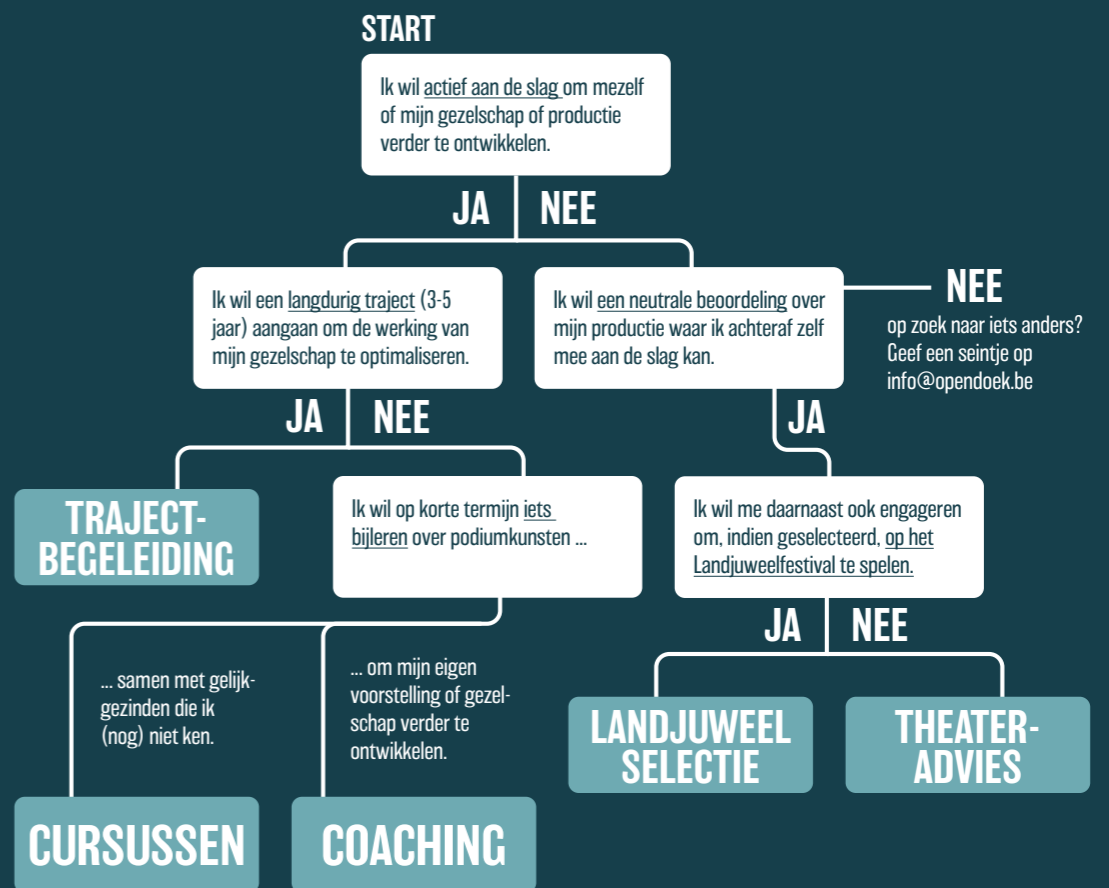 START
Ik wil actief aan de slag om mezelf
of mijn gezelschap of productie
verder te ontwikkelen.
JA
NEE
Ik wil een langdurig traject (3-5
jaar) aangaan om de werking van
mijn gezelschap te optimaliseren.
Ik wil een neutrale beoordeling over
mijn productie waar ik achteraf zelf
mee aan de slag kan.
NEE
op zoek naar iets anders?
Geef een seintje op
info@opendoek.be
JA
NEE
JA
TRAJECT-
BEGELEIDING
Ik wil op korte termijn iets
bijleren over podiumkunsten ...
Ik wil me daarnaast ook engageren
om, indien geselecteerd, op het
Landjuweelfestival te spelen.
JA
NEE
... samen met gelijk-
gezinden die ik
(nog) niet ken.
... om mijn eigen
voorstelling of gezel-
schap verder te
ontwikkelen.
LANDJUWEEL
SELECTIE
THEATER-
ADVIES
CURSUSSEN
COACHING